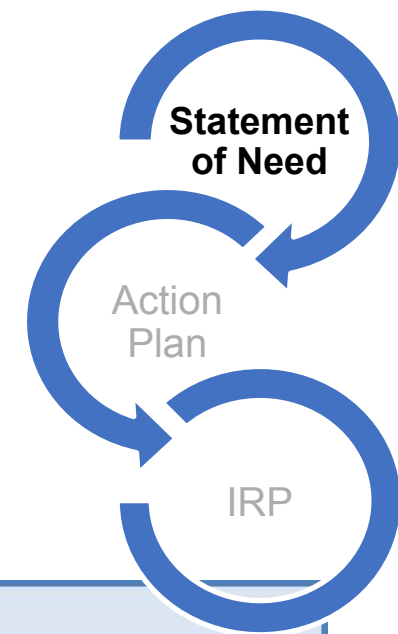 Statement
of Need
Action
Plan
IRP